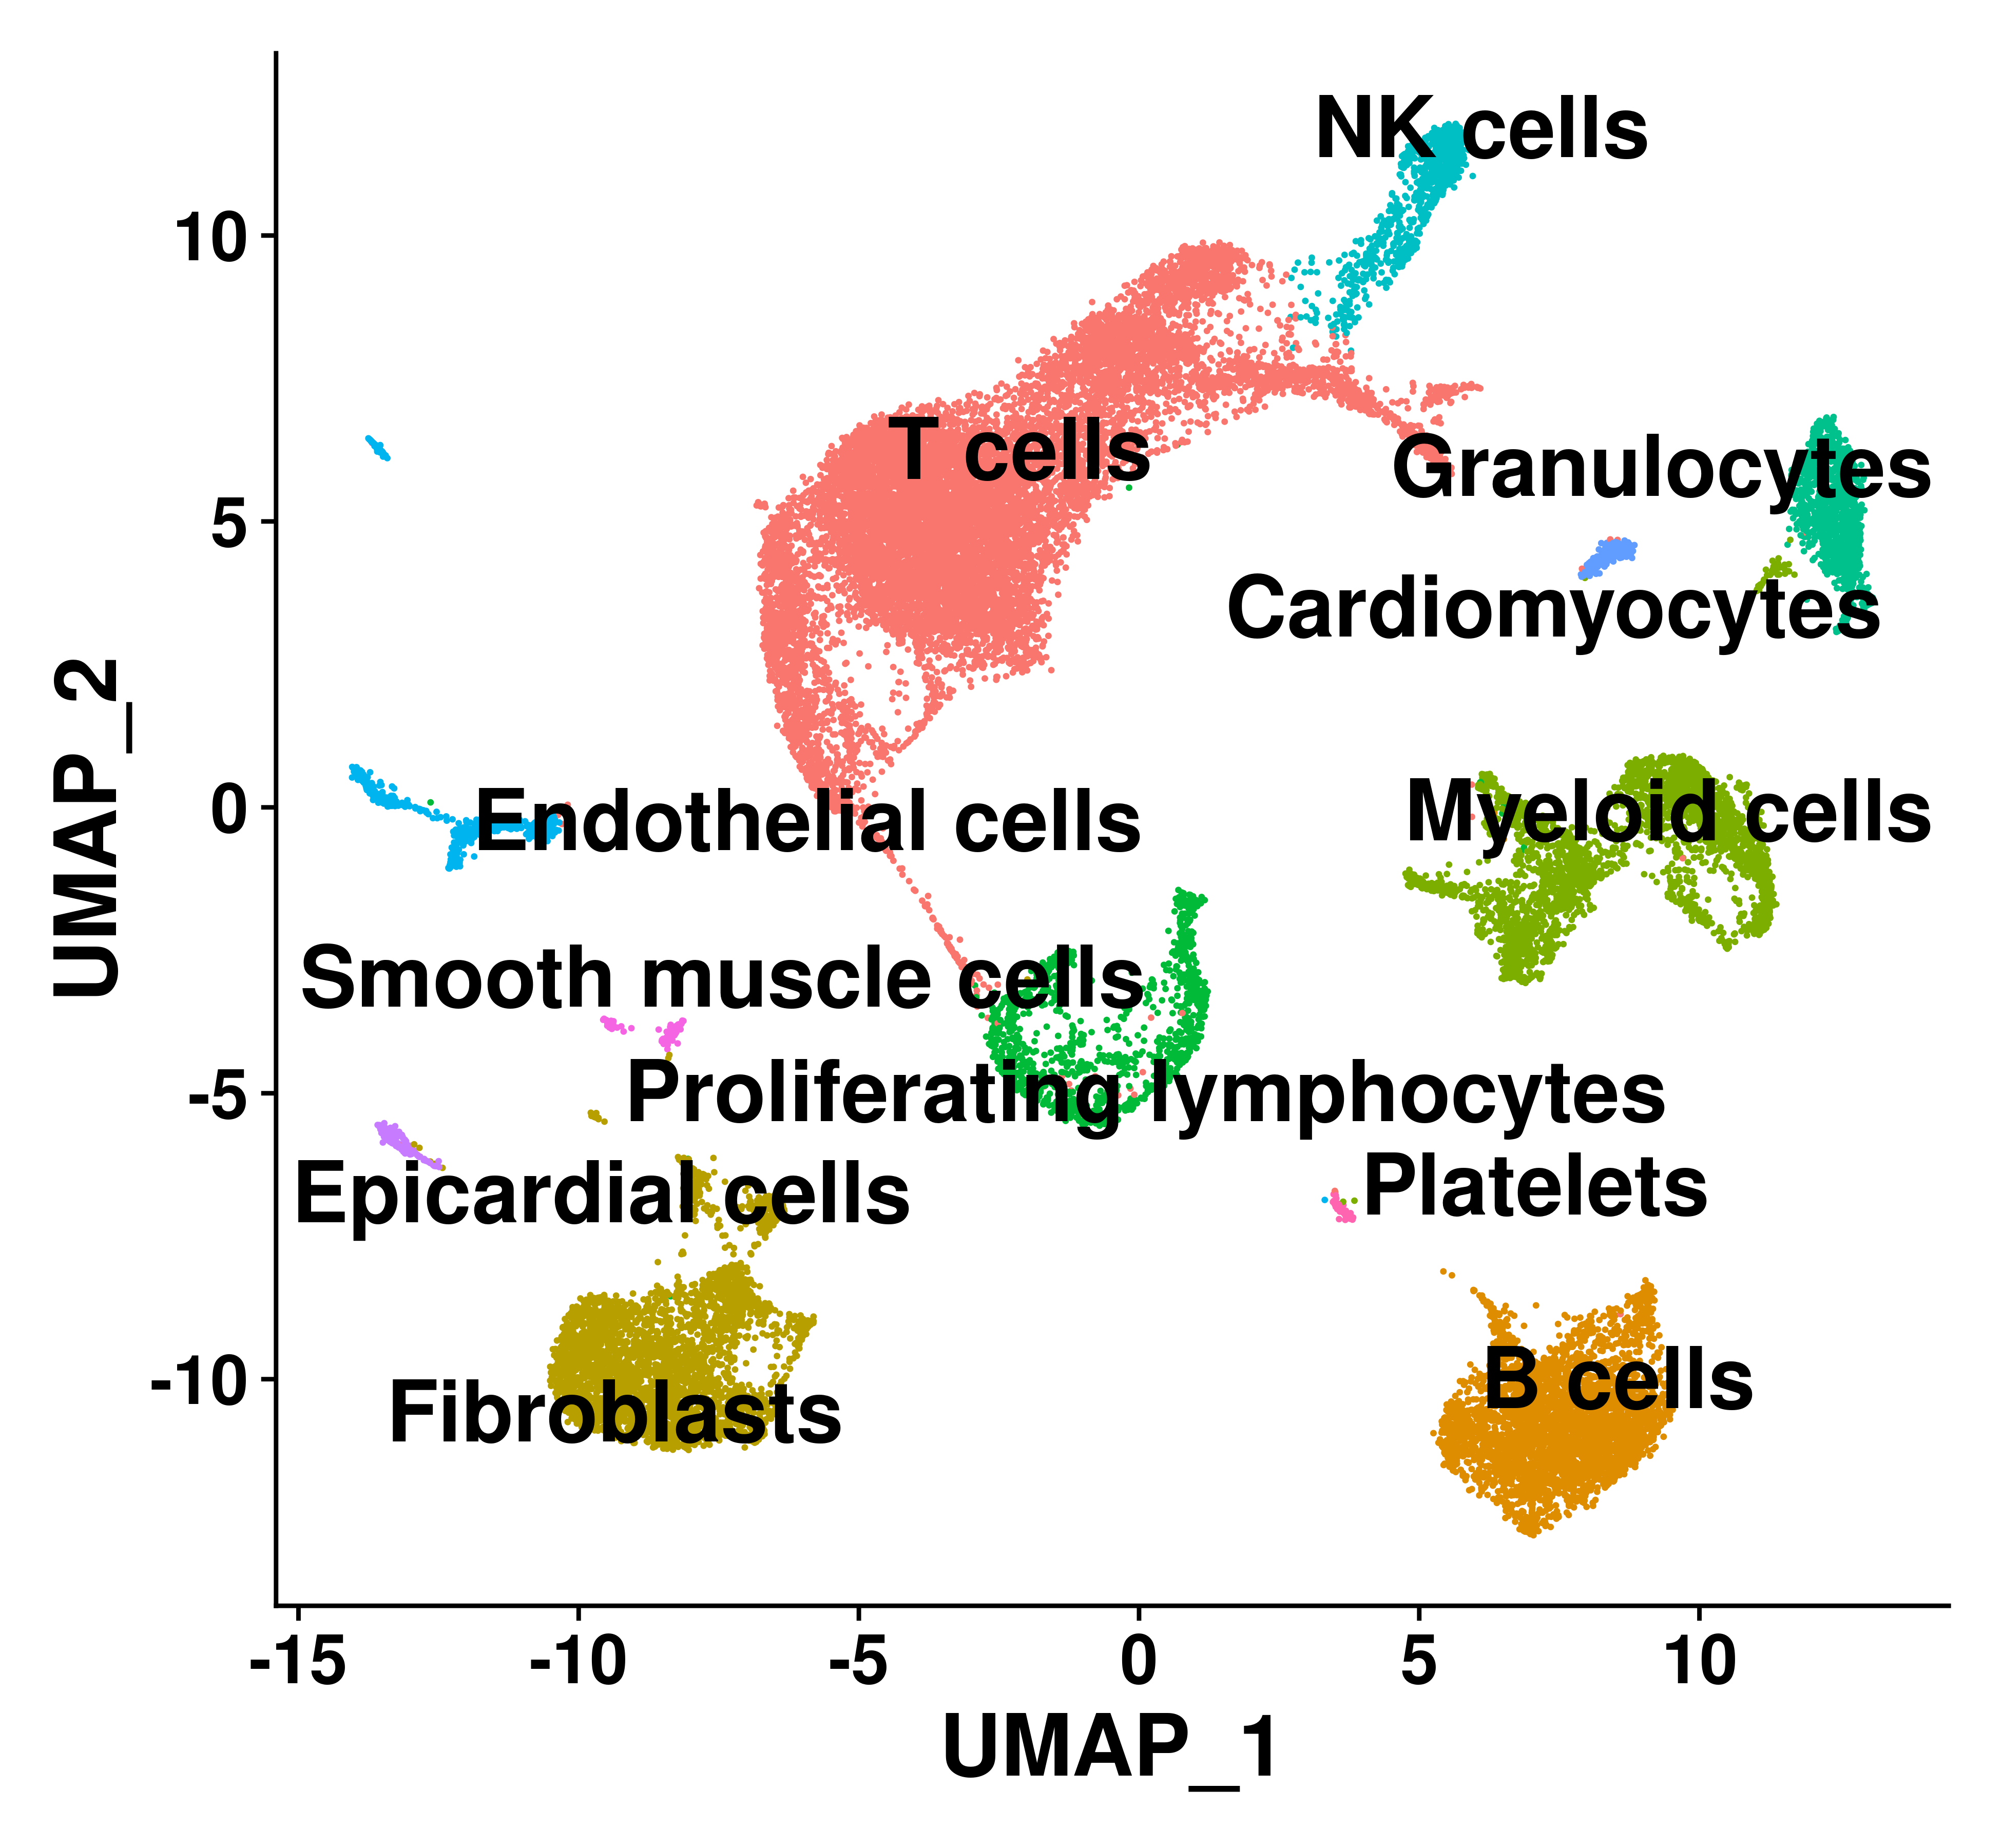 NK cells
10
T cells
Granulocytes
5
Cardiomyocytes
UMAP_2
0
Endothelial cells
Myeloid cells
Smooth muscle cells
-5
Proliferating lymphocytes
Epicardial cells
Platelets
-10
Fibroblasts
B cells
-15 -10 -5 0 5 10
UMAP_1